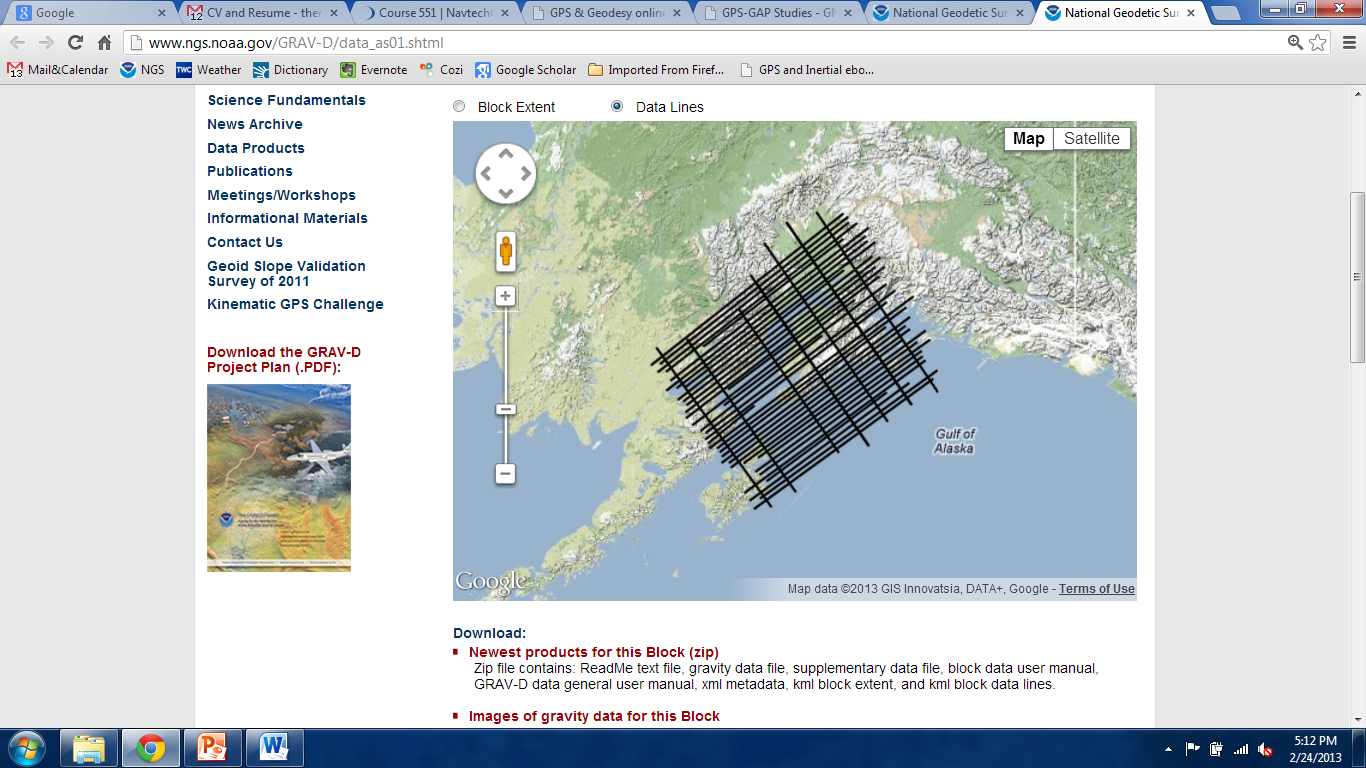 Google
12
CV and Resume - ther
Course 551 | NavtechG
GPS & Geodesy online
GPS-GAP Studies - GN
National Geodetic Sur
National Geodetic Sur
www.ngs.noaa.gov/GRAV-D/data_as01.shtml
13
Mail&Calendar
NGS
TWC
Weather
Dictionary
Evernote
Cozi
Google Scholar
Imported From Firef...
GPS and Inertial ebo...
Science Fundamentals
News Archive
Data Products
Publications
Meetings/Workshops
Informational Materials
Contact Us
Geoid Slope Validation
Survey of 2011
Kinematic GPS Challenge
Download the GRAV-D
Project Plan (.PDF):
Block Extent
Data Lines
Map
Satellite
Gulf of
Alaska
Google
Map data ©2013 GIS Innovatsia, DATA+, Google - Terms of Use
Download:
Newest products for this Block (zip)
Zip file contains: ReadMe text file, gravity data file, supplementary data file, block data user manual,
GRAV-D data general user manual, xml metadata, kml block extent, and kml block data lines.
Images of gravity data for this Block
5:12 PM
2/24/2013